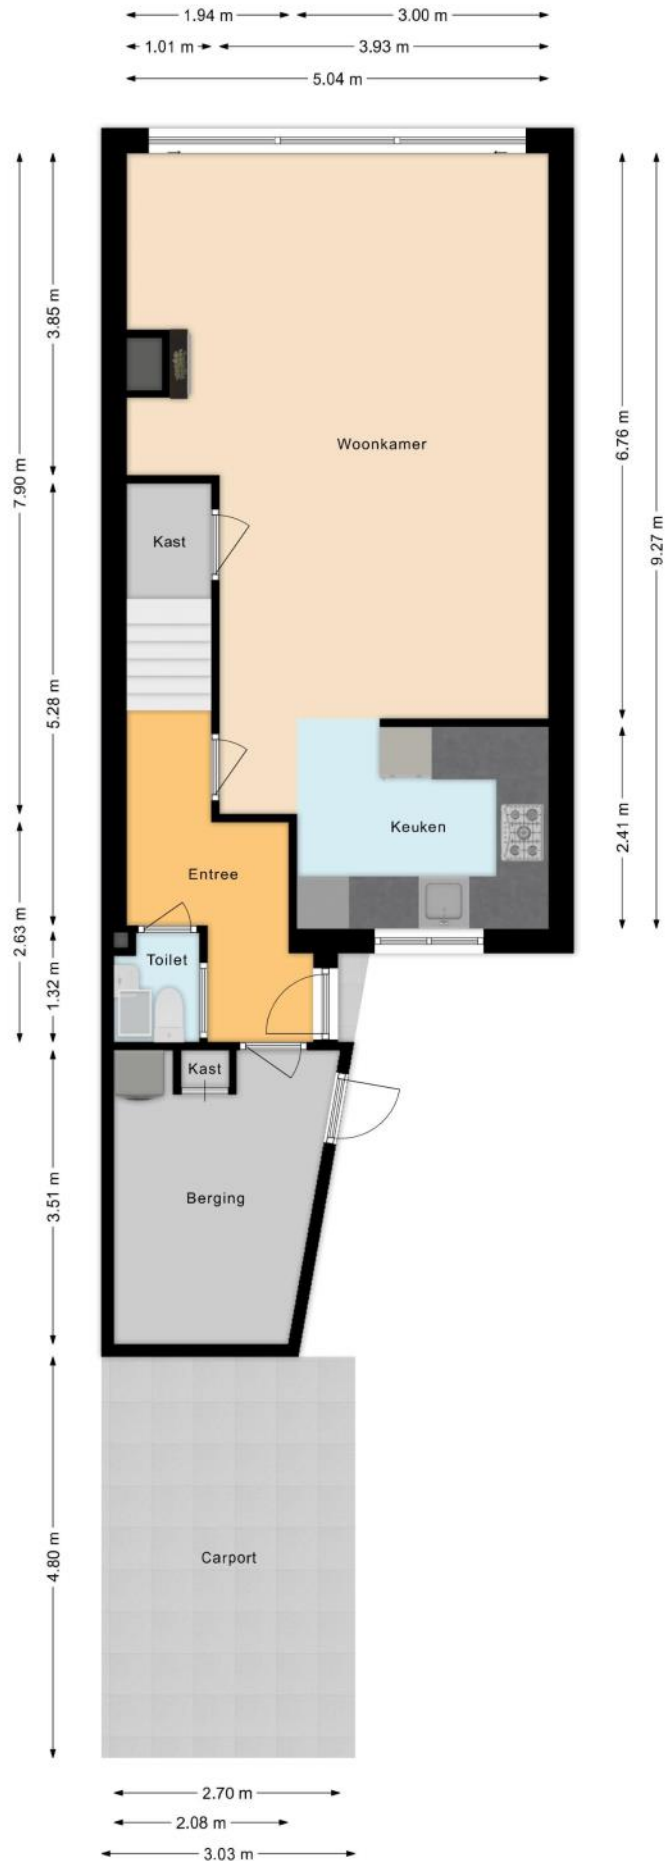 1.94 m
3.00 m
1.01 m
3.93 m
5.04 m
3.85 m
7.90 m
6.76 m
9.27 m
Woonkamer
Kast
5.28 m
2.41 m
Keuken
Entree
2.63 m
1.32 m
Toilet
Kast
3.51 m
Berging
4.80 m
Carport
2.70 m
2.08 m
3.03 m